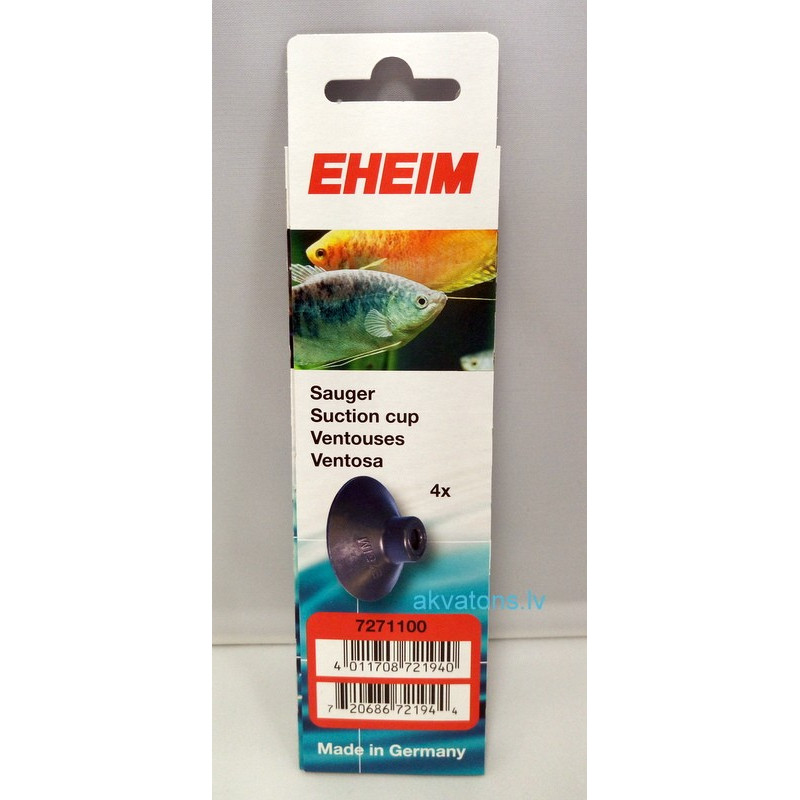 EHEIM
Sauger
Suction cup
Ventouses
Ventosa
4x
akvatons.lv
7271100
4 011708 721940
7 20686 72194 4
Made in Germany